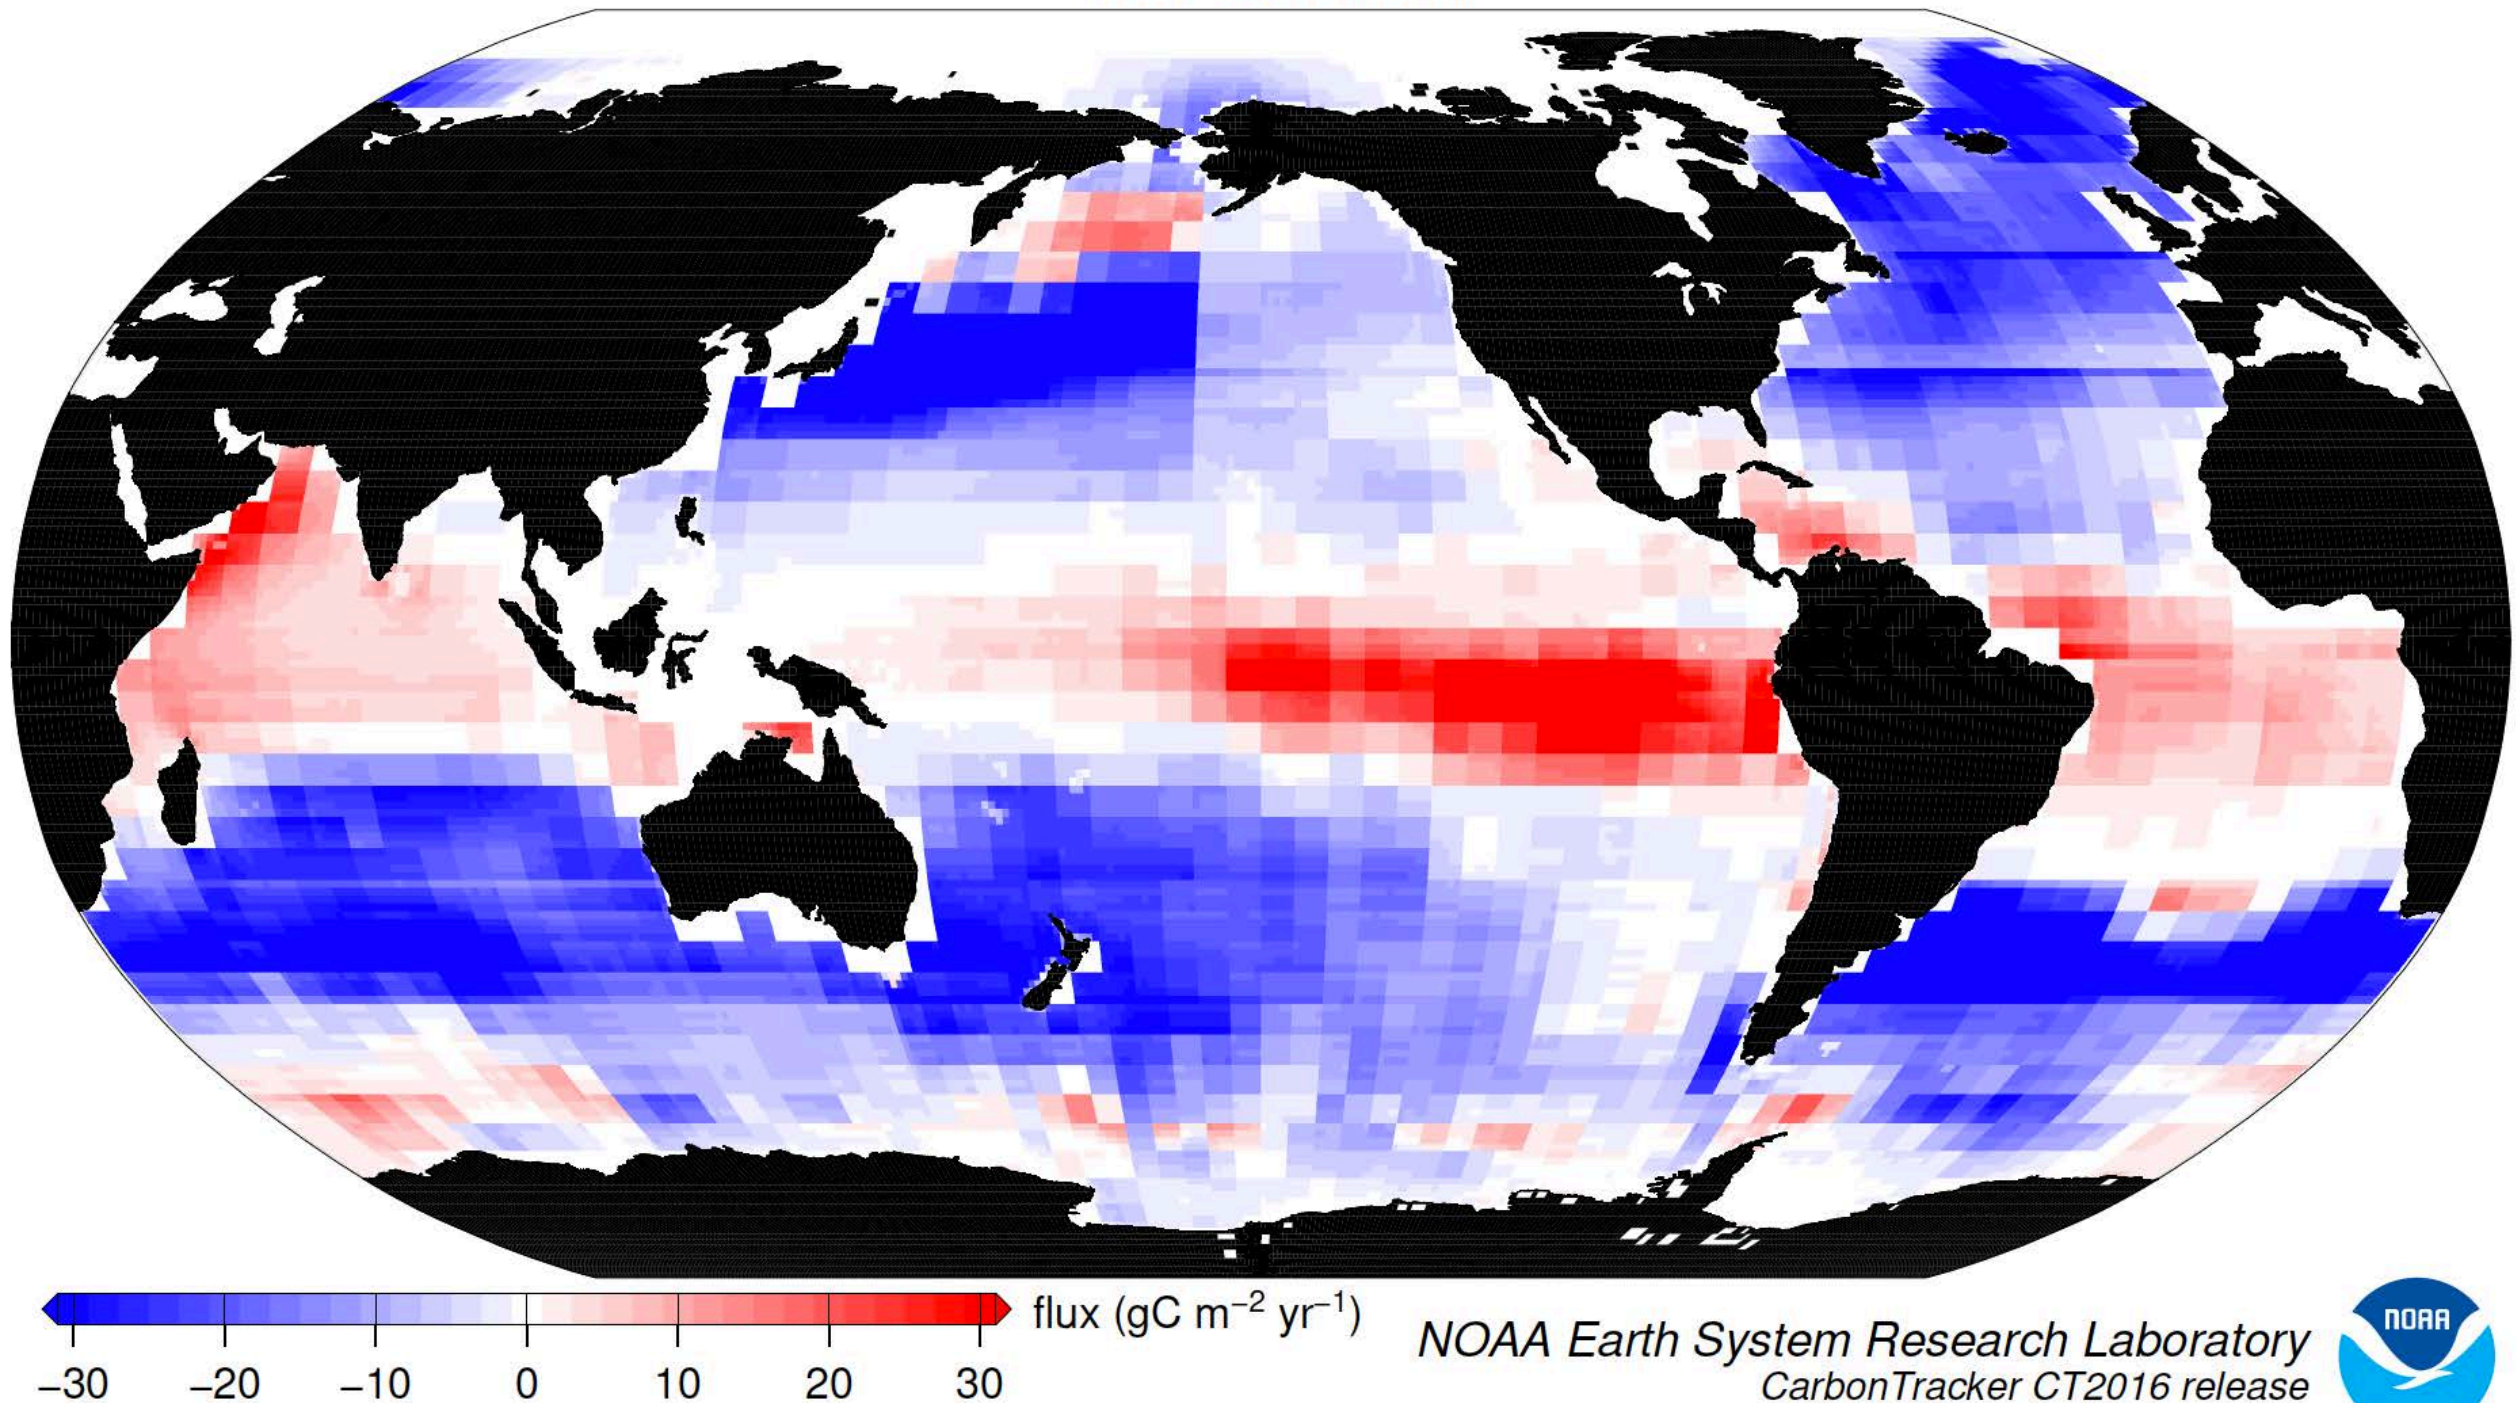 flux (gC m⁻² yr⁻¹)
−30 −20 −10 0 10 20 30
NOAA Earth System Research Laboratory
CarbonTracker CT2016 release
NOAA